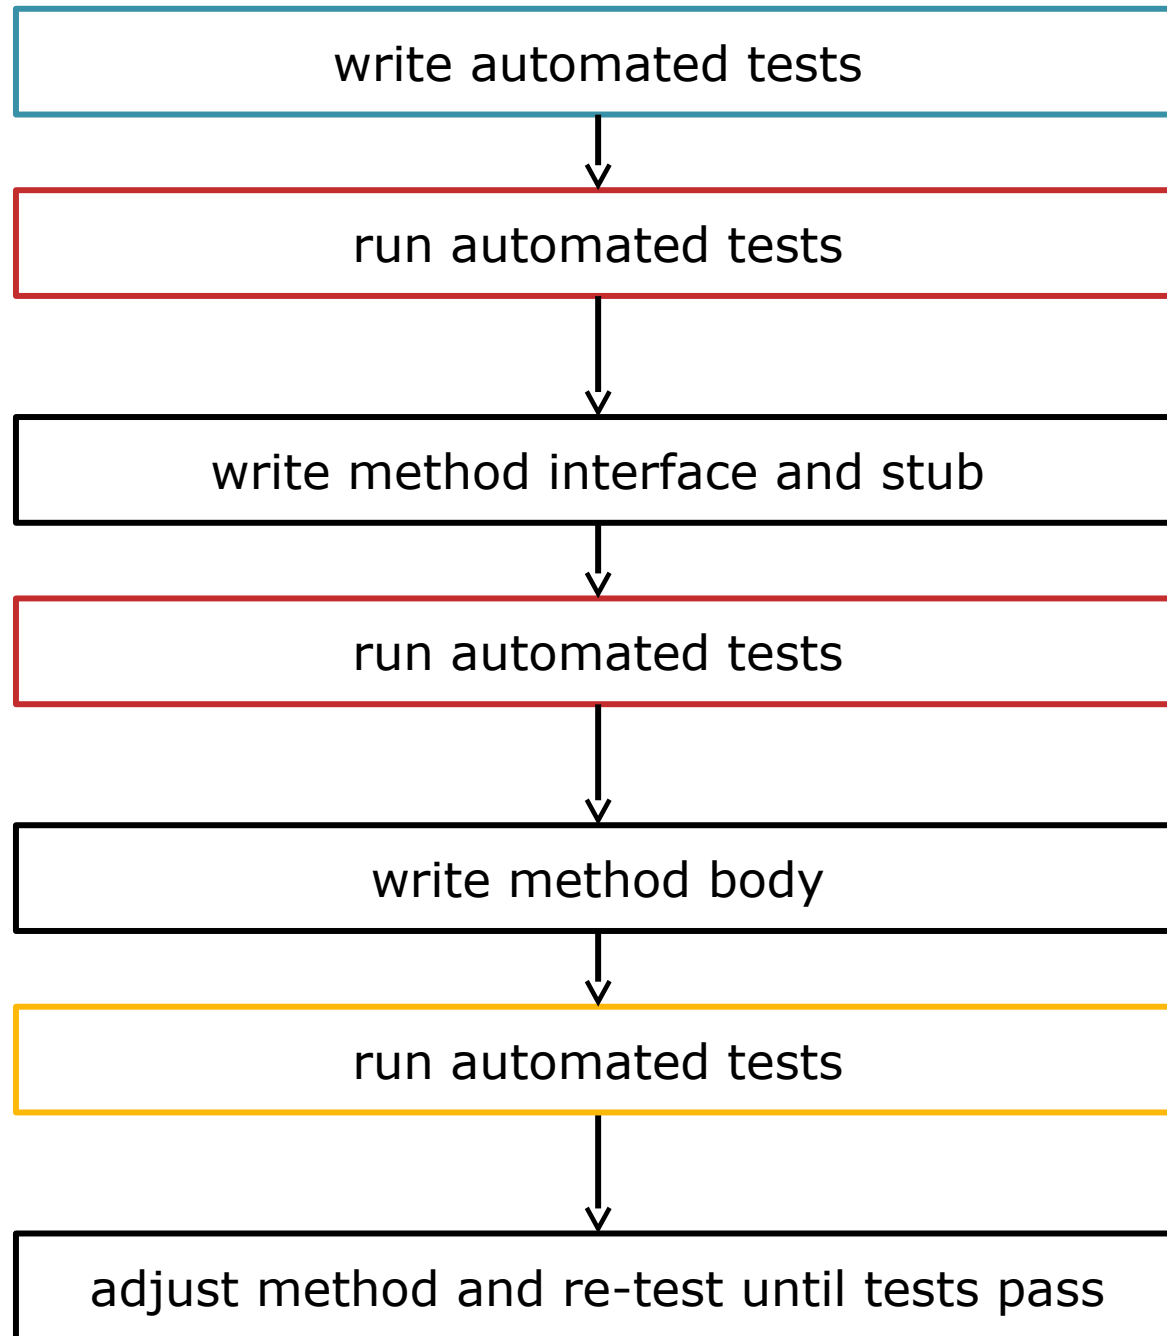 write automated tests
run automated tests
write method interface and stub
run automated tests
write method body
run automated tests
adjust method and re-test until tests pass